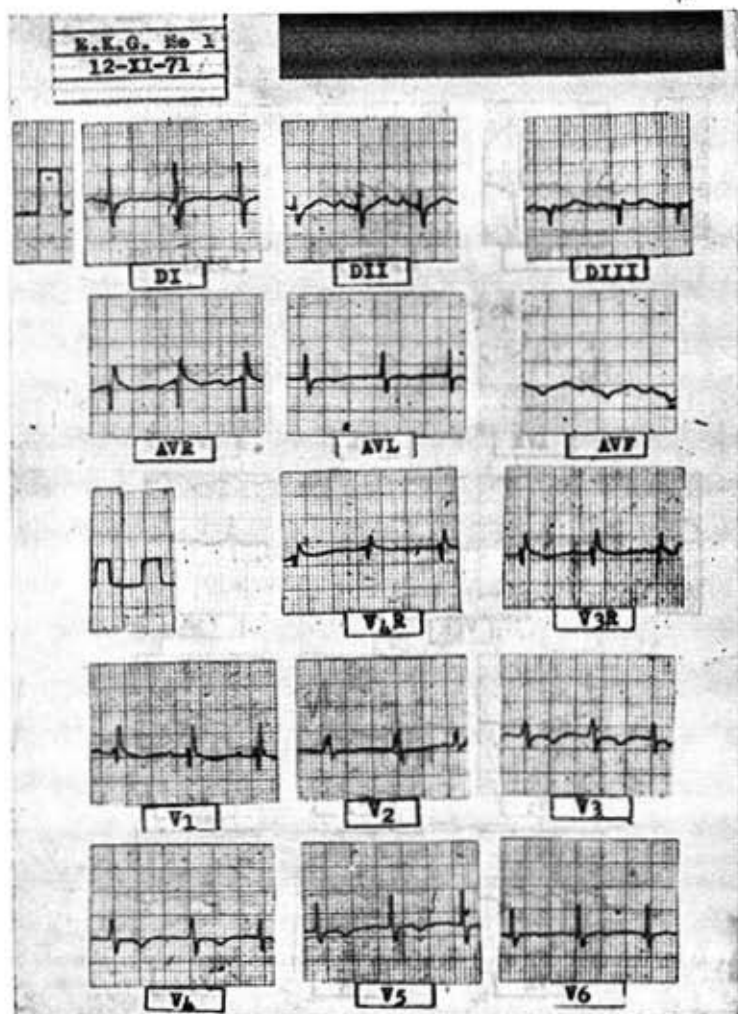 E.K.G. No 1
12-XI-71
DI
DII
DIII
AVR
AVL
AVF
V4R
V3R
V1
V2
V3
V4
V5
V6